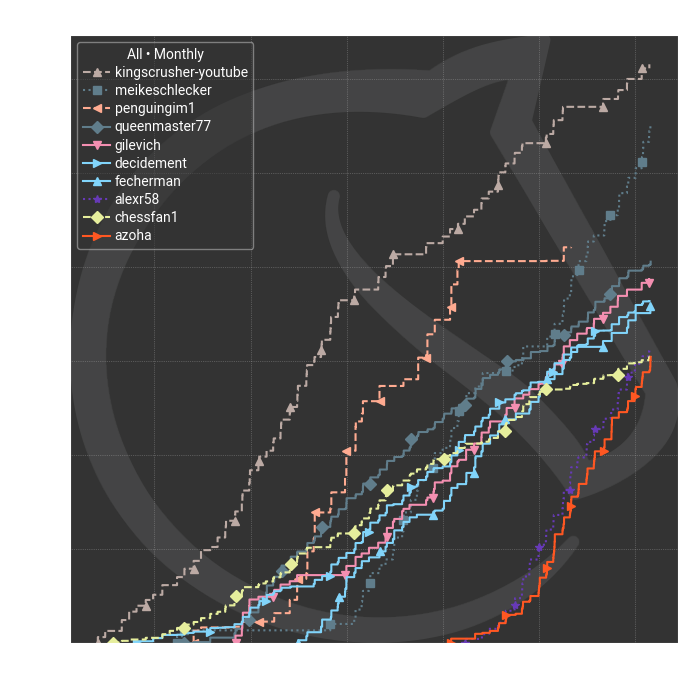 All • Monthly
kingscrusher-youtube
meikeschlecker
penguingim1
queenmaster77
gilevich
decidement
fecherman
alexr58
chessfan1
azoha